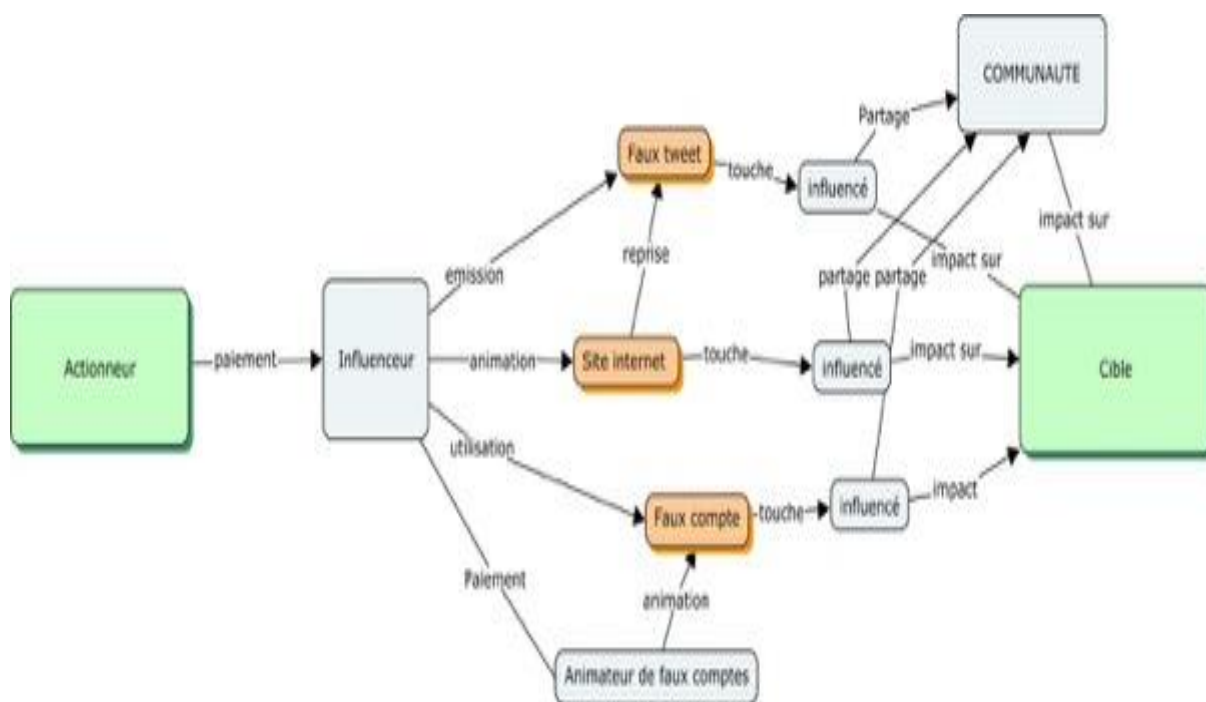 COMMUNAUTE
Partage
Faux tweet
touche
influencé
impact sur
reprise
impact sur
emission
partage partage
paiement
Influenceur
animation
Site internet
touche
influencé
impact sur
Actionneur
Cible
utilisation
impact
Faux compte
touche
influencé
Paiement
animation
Animateur de faux comptes